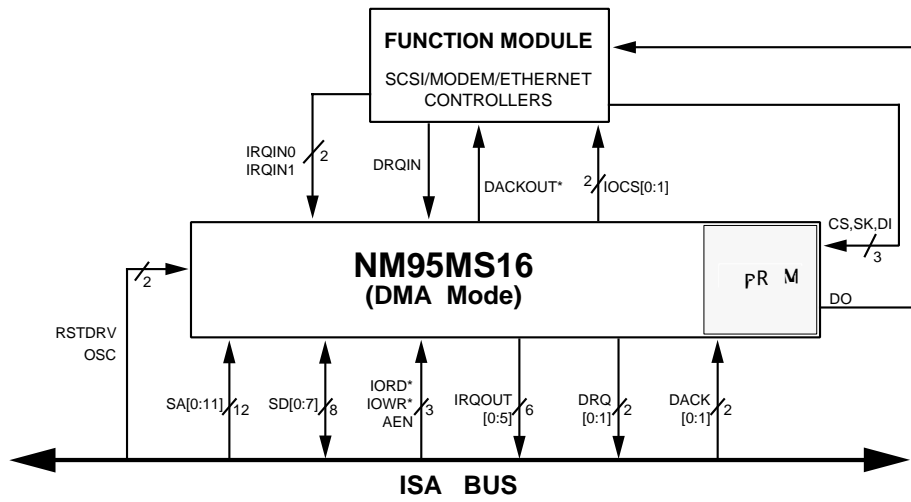 FUNCTION MODULE
SCSI/MODEM/ETHERNET
CONTROLLERS
IRQIN0
IRQIN1
2
DRQIN
DACKOUT*
2
IOCS[0:1]
CS,SK,DI
3
NM95MS16
(DMA Mode)
DO
2
RSTDRV
OSC
SA[0:11]
12
SD[0:7]
8
IORD*
IOWR*
AEN
3
IRQOUT
[0:5]
6
DRQ
[0:1]
2
DACK
[0:1]
2
ISA BUS